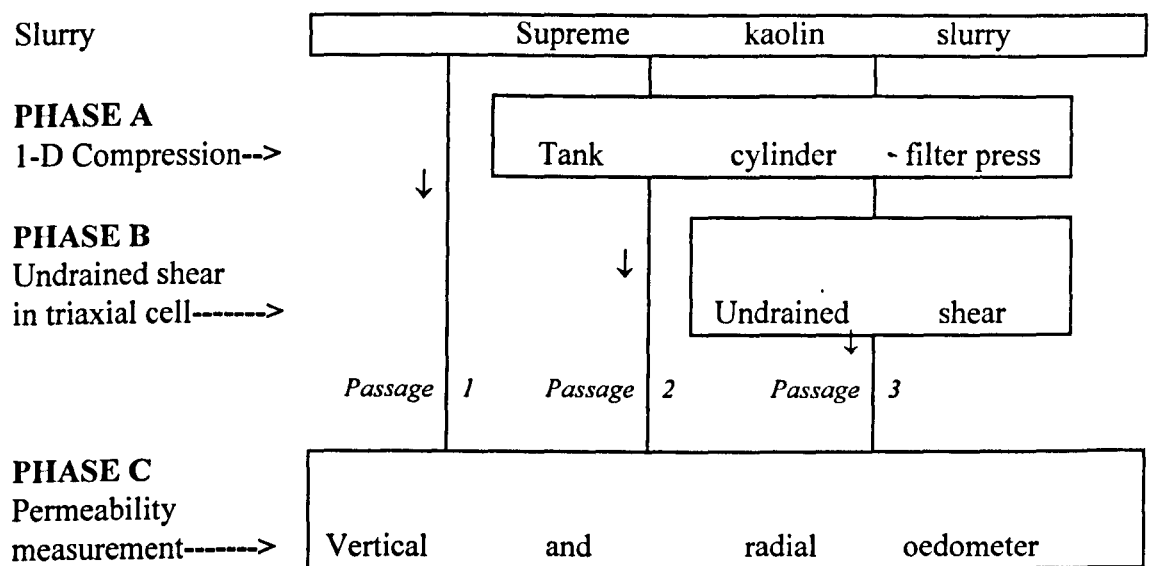 Slurry Supreme kaolin slurry
PHASE A
1-D Compression--> Tank cylinder - filter press
PHASE B
Undrained shear
in triaxial cell-------> Undrained shear
Passage 1 Passage 2 Passage 3
PHASE C
Permeability
measurement-------> Vertical and radial oedometer